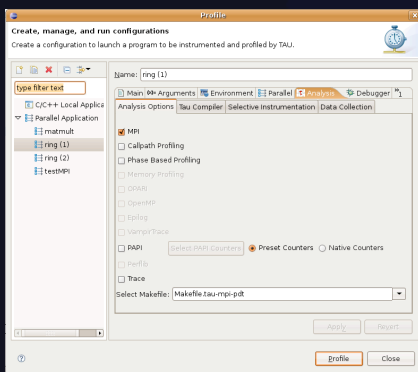 Profile
Create, manage, and run configurations
Create a configuration to launch a program to be instrumented and profiled by TAU.
type filter text
C/C++ Local Applica
Parallel Application
matmult
ring (1)
ring (2)
testMPI
Name: ring (1)
Main Arguments Environment Parallel Analysis Debugger »1
Analysis Options Tau Compiler Selective Instrumentation Data Collection
MPI
Callpath Profiling
Phase Based Profiling
Memory Profiling
OPARI
OpenMP
Epilog
VampirTrace
PAPI Select PAPI Counters Preset Counters Native Counters
Perflib
Trace
Select Makefile: Makefile.tau-mpi-pdt
Apply Revert
Profile Close